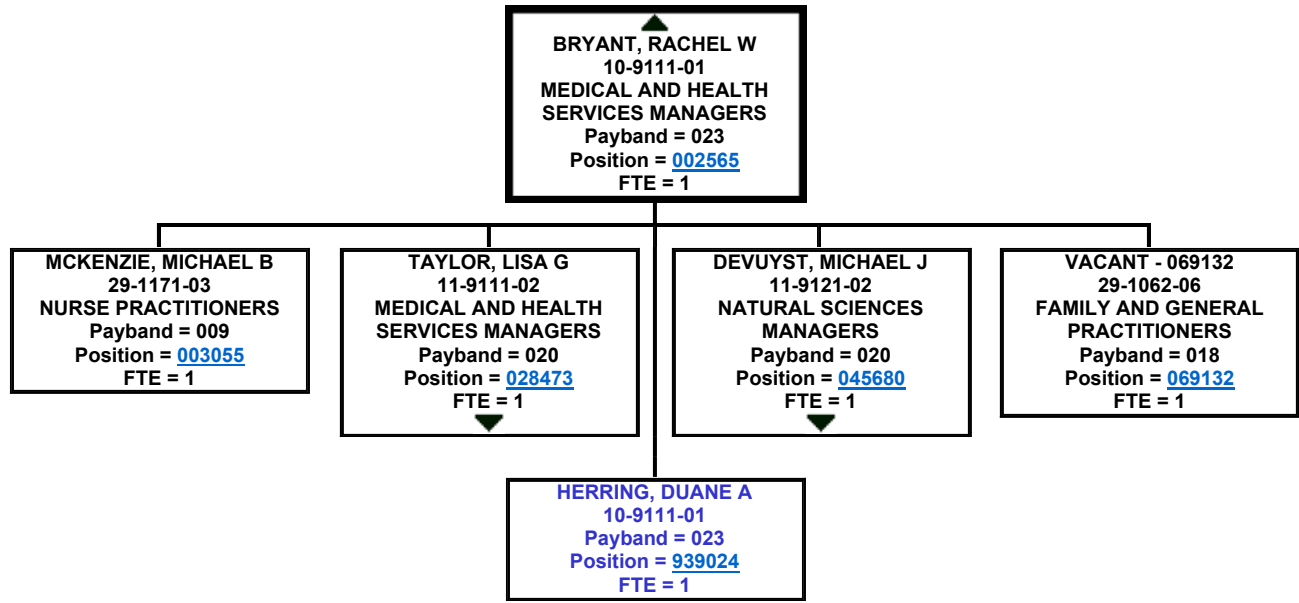 BRYANT, RACHEL W
10-9111-01
MEDICAL AND HEALTH
SERVICES MANAGERS
Payband = 023
Position = 002565
FTE = 1
MCKENZIE, MICHAEL B
29-1171-03
NURSE PRACTITIONERS
Payband = 009
Position = 003055
FTE = 1
TAYLOR, LISA G
11-9111-02
MEDICAL AND HEALTH
SERVICES MANAGERS
Payband = 020
Position = 028473
FTE = 1
DEVUYST, MICHAEL J
11-9121-02
NATURAL SCIENCES
MANAGERS
Payband = 020
Position = 045680
FTE = 1
VACANT - 069132
29-1062-06
FAMILY AND GENERAL
PRACTITIONERS
Payband = 018
Position = 069132
FTE = 1
HERRING, DUANE A
10-9111-01
Payband = 023
Position = 939024
FTE = 1